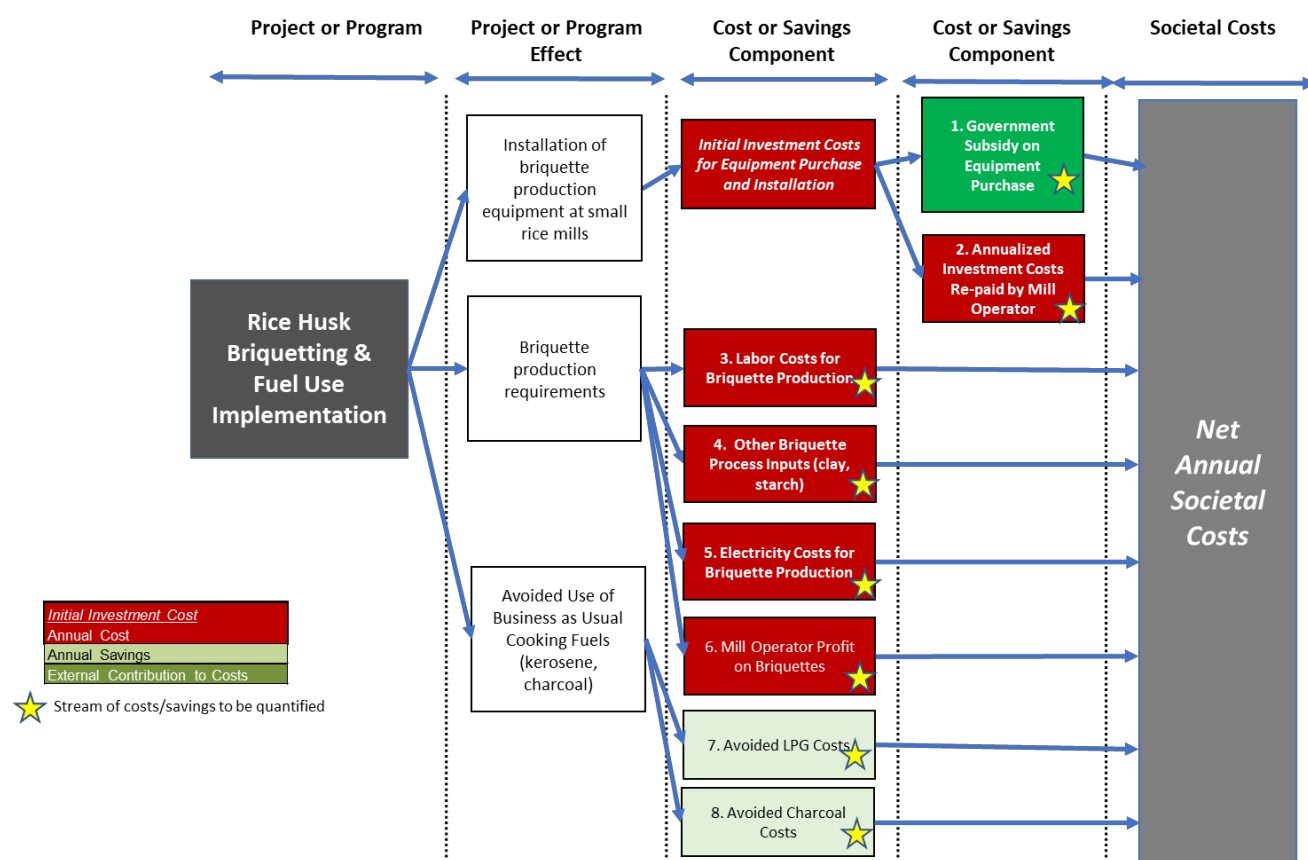 Project or Program
Project or Program
Effect
Cost or Savings
Component
Cost or Savings
Component
Societal Costs
Installation of
briquette
production
equipment at small
rice mills
Initial Investment Costs
for Equipment Purchase
and Installation
1. Government
Subsidy on
Equipment
Purchase
2. Annualized
Investment Costs
Re-paid by Mill
Operator
Rice Husk
Briquetting &
Fuel Use
Implementation
Briquette
production
requirements
3. Labor Costs for
Briquette Production
4. Other Briquette
Process Inputs (clay,
starch)
5. Electricity Costs for
Briquette Production
6. Mill Operator Profit
on Briquettes
Avoided Use of
Business as Usual
Cooking Fuels
(kerosene,
charcoal)
7. Avoided LPG Costs
8. Avoided Charcoal
Costs
Net
Annual
Societal
Costs
Initial Investment Cost
Annual Cost
Annual Savings
External Contribution to Costs
Stream of costs/savings to be quantified